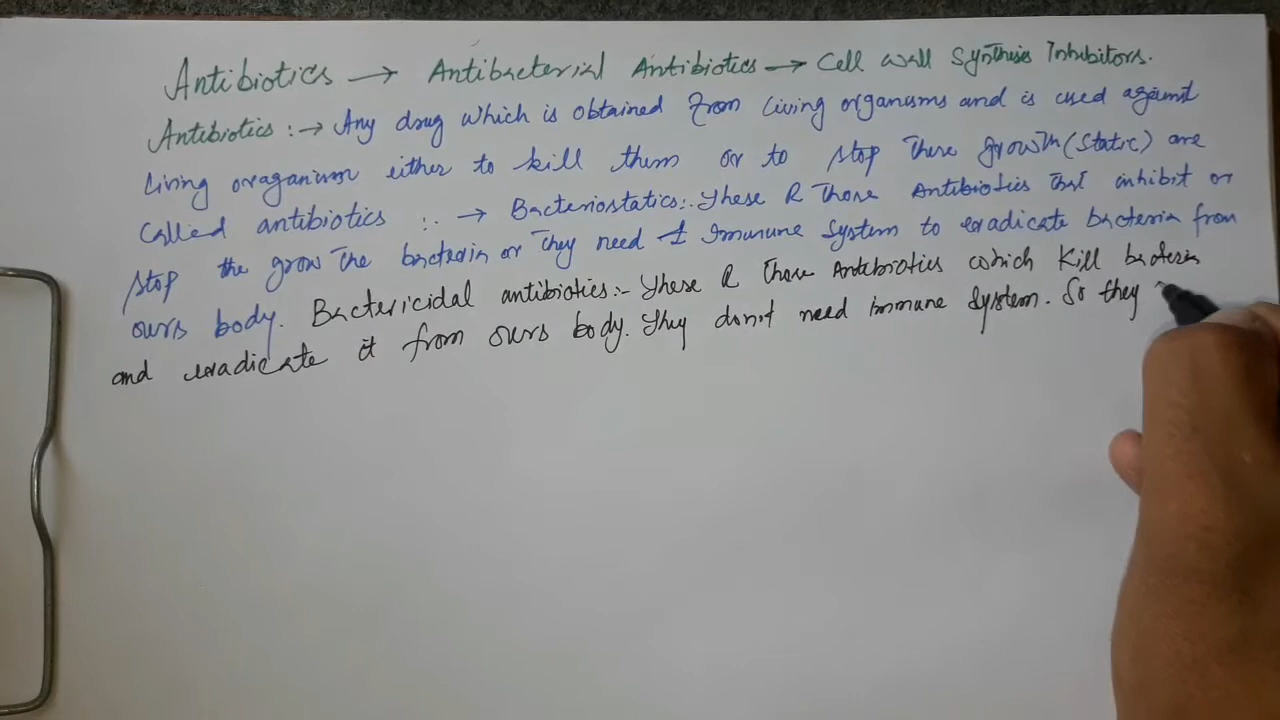 Antibiotics → Antibacterial Antibiotics → Cell wall Synthesis Inhibitors.
Antibiotics :→ Any drug which is obtained from living organisms and is used against
living oraganism either to kill them or to stop there growth (static) are
called antibiotics :. → Bacteriostatics:. These R Those Antibiotics that inhibit or
stop the grow the bacteria or They need Immune System to eradicate bacteria from
ours body. Bactericidal antibiotics:- These R Those Antibiotics which kill bacteria
and eradicate it from ours body. They donot need immune system. So they